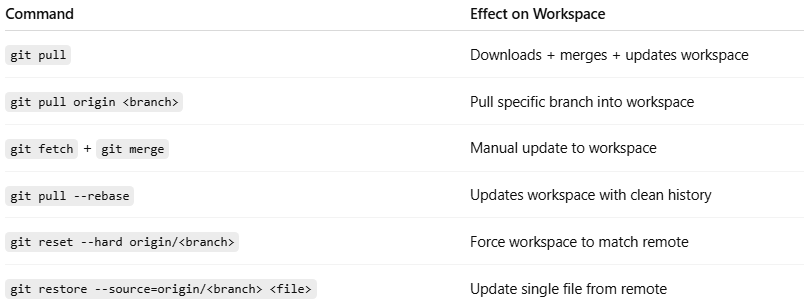 Command Effect on Workspace
git pull Downloads + merges + updates workspace
git pull origin <branch> Pull specific branch into workspace
git fetch + git merge Manual update to workspace
git pull --rebase Updates workspace with clean history
git reset --hard origin/<branch> Force workspace to match remote
git restore --source=origin/<branch> <file> Update single file from remote